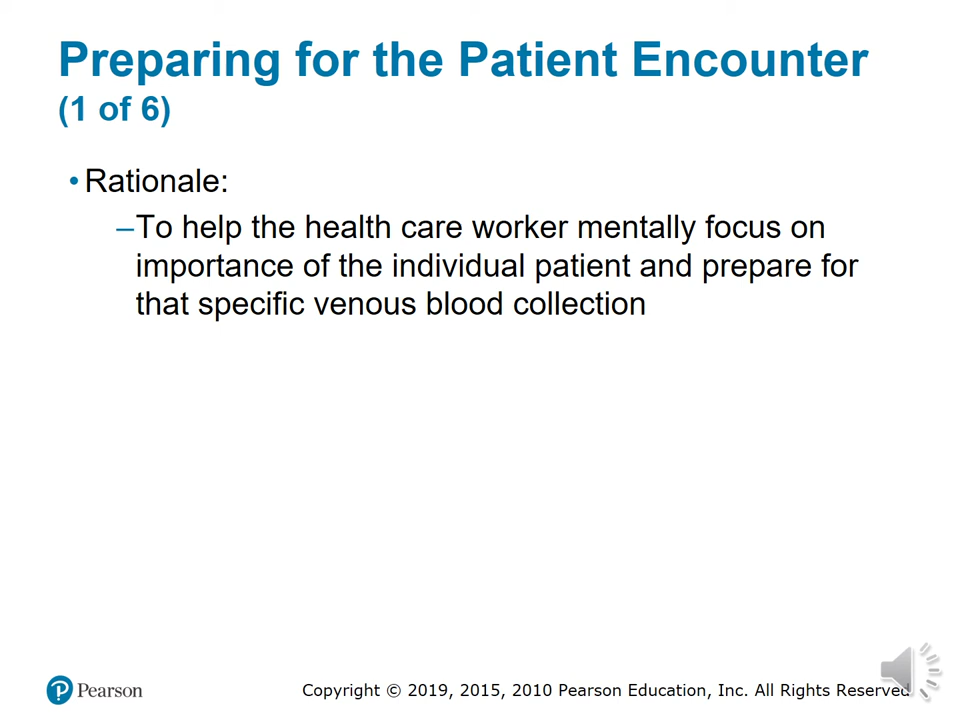 Preparing for the Patient Encounter
(1 of 6)
• Rationale:
–To help the health care worker mentally focus on
importance of the individual patient and prepare for
that specific venous blood collection
Pearson
Copyright © 2019, 2015, 2010 Pearson Education, Inc. All Rights Reserved